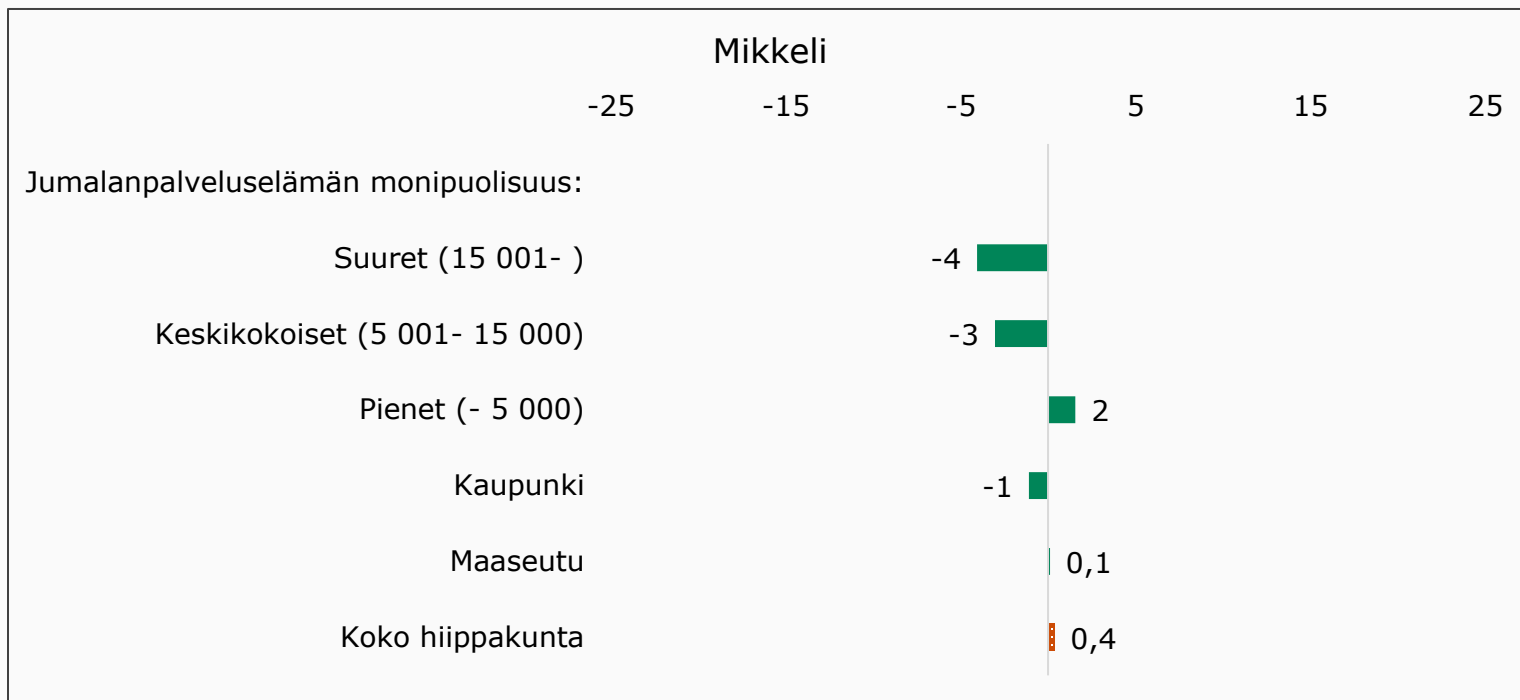 Mikkeli
-25 -15 -5 5 15 25
Jumalanpalveluselämän monipuolisuus:
Suuret (15 001- ) -4
Keskikokoiset (5 001- 15 000) -3
Pienet (- 5 000) 2
Kaupunki -1
Maaseutu 0,1
Koko hiippakunta 0,4